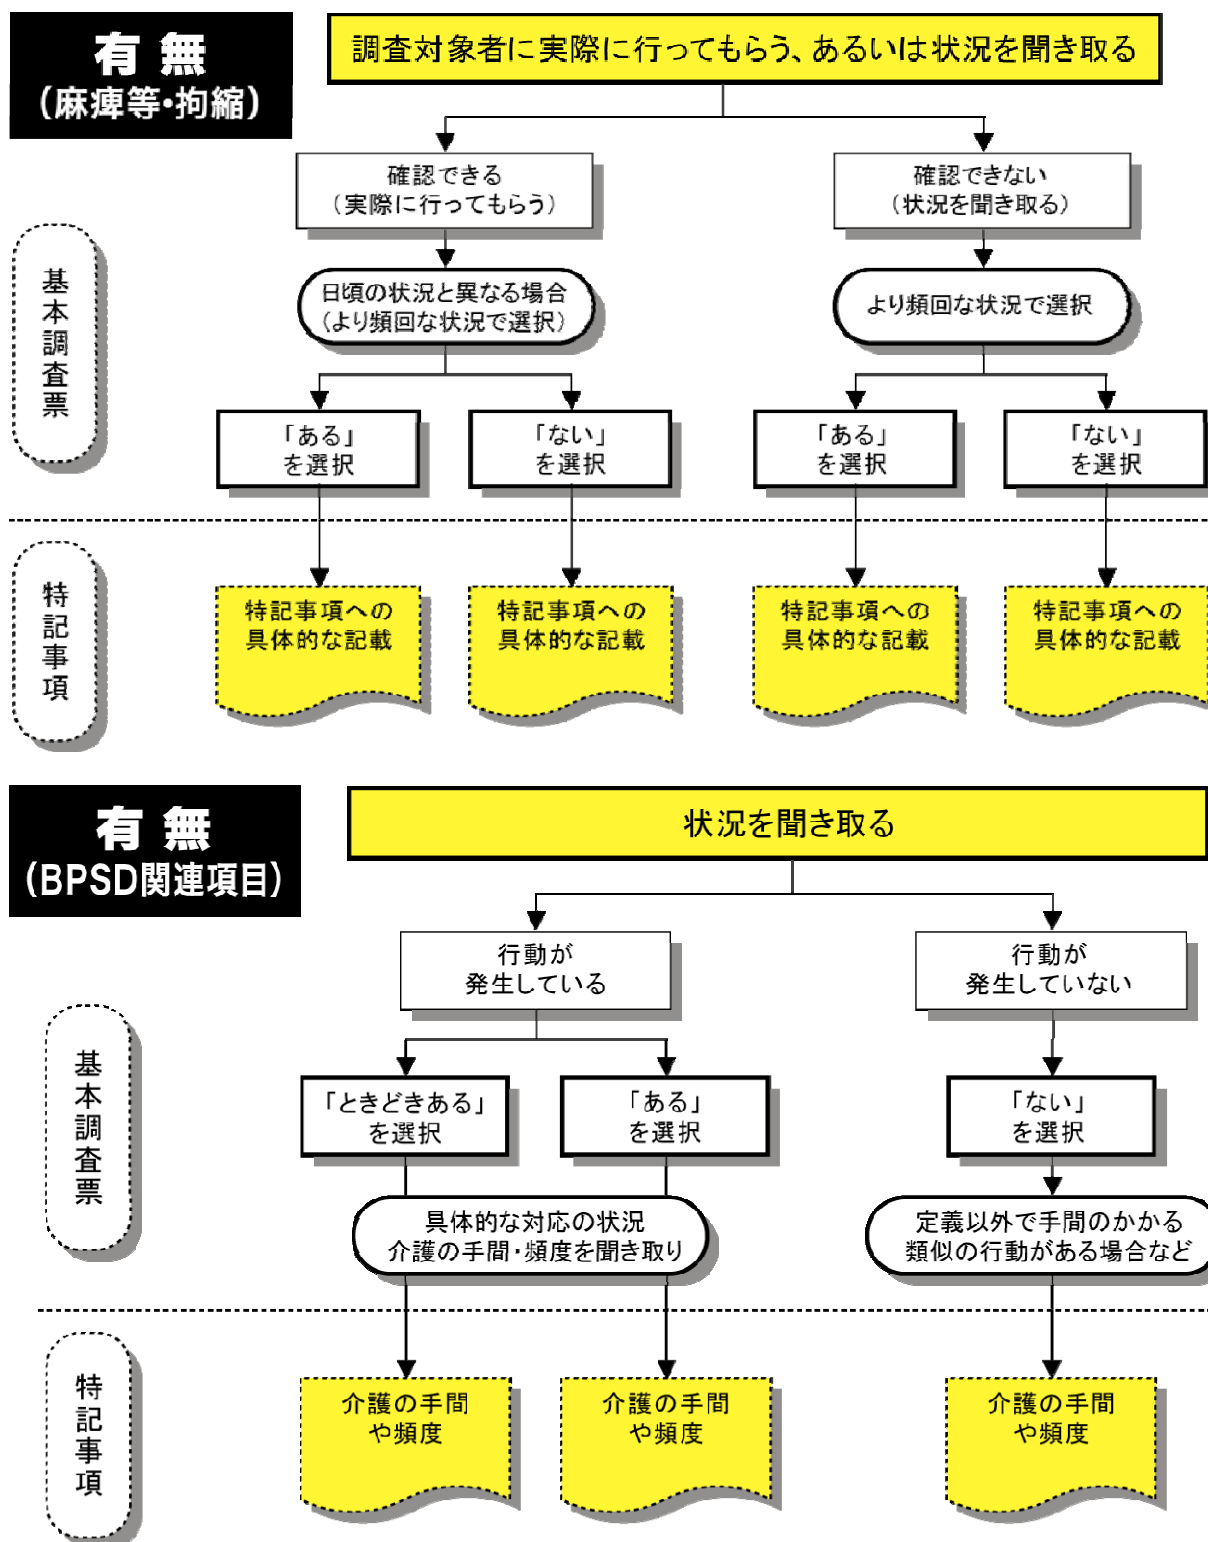 有無
（麻痺等・拘縮）
調査対象者に実際に行ってもらう、あるいは状況を聞き取る
確認できる
（実際に行ってもらう）
確認できない
（状況を聞き取る）
基本調査票
日頃の状況と異なる場合
（より頻回な状況で選択）
より頻回な状況で選択
「ある」
を選択
「ない」
を選択
「ある」
を選択
「ない」
を選択
特記事項
特記事項への
具体的な記載
特記事項への
具体的な記載
特記事項への
具体的な記載
特記事項への
具体的な記載
有無
（BPSD関連項目）
状況を聞き取る
行動が
発生している
行動が
発生していない
基本調査票
「ときどきある」
を選択
「ある」
を選択
「ない」
を選択
具体的な対応の状況
介護の手間・頻度を聞き取り
定義以外で手間のかかる
類似の行動がある場合など
特記事項
介護の手間
や頻度
介護の手間
や頻度
介護の手間
や頻度